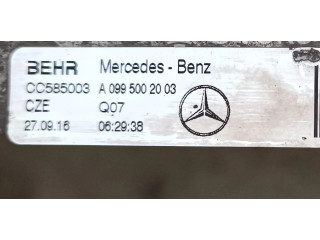 BEHR Mercedes - Benz
CC585003 A 099 500 20 03
CZE Q07
27.09.16 06:29:38